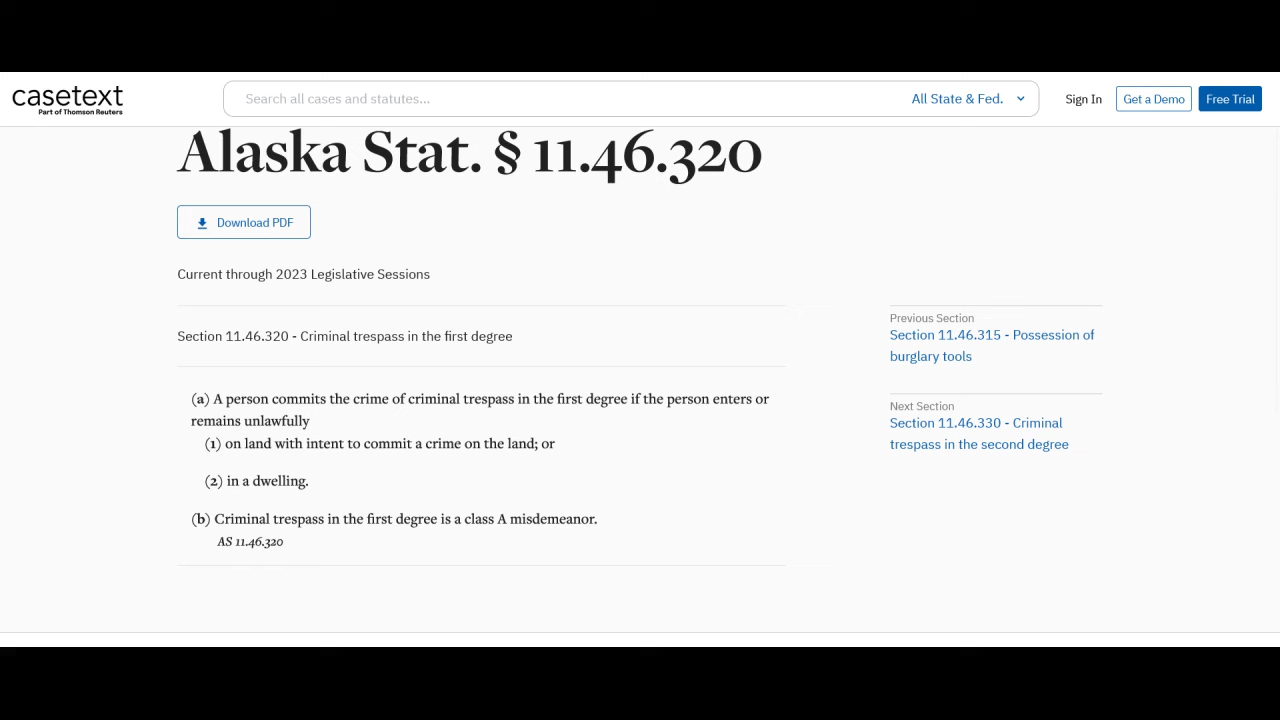 casetext
Part of Thomson Reuters
Search all cases and statutes...
All State & Fed.
Sign In
Get a Demo
Free Trial
Alaska Stat. § 11.46.320
Download PDF
Current through 2023 Legislative Sessions
Section 11.46.320 - Criminal trespass in the first degree
(a) A person commits the crime of criminal trespass in the first degree if the person enters or
remains unlawfully
(1) on land with intent to commit a crime on the land; or
(2) in a dwelling.
(b) Criminal trespass in the first degree is a class A misdemeanor.
AS 11.46.320
Previous Section
Section 11.46.315 - Possession of
burglary tools
Next Section
Section 11.46.330 - Criminal
trespass in the second degree